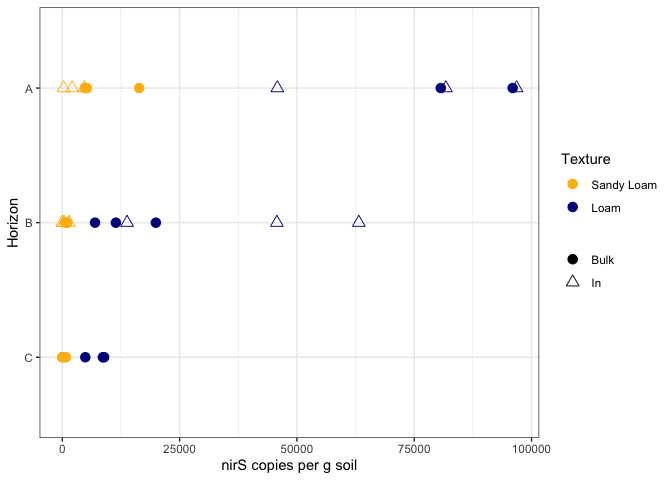 A
B
C
Horizon
0
25000
50000
75000
100000
nirS copies per g soil
Texture
Sandy Loam
Loam
Bulk
In